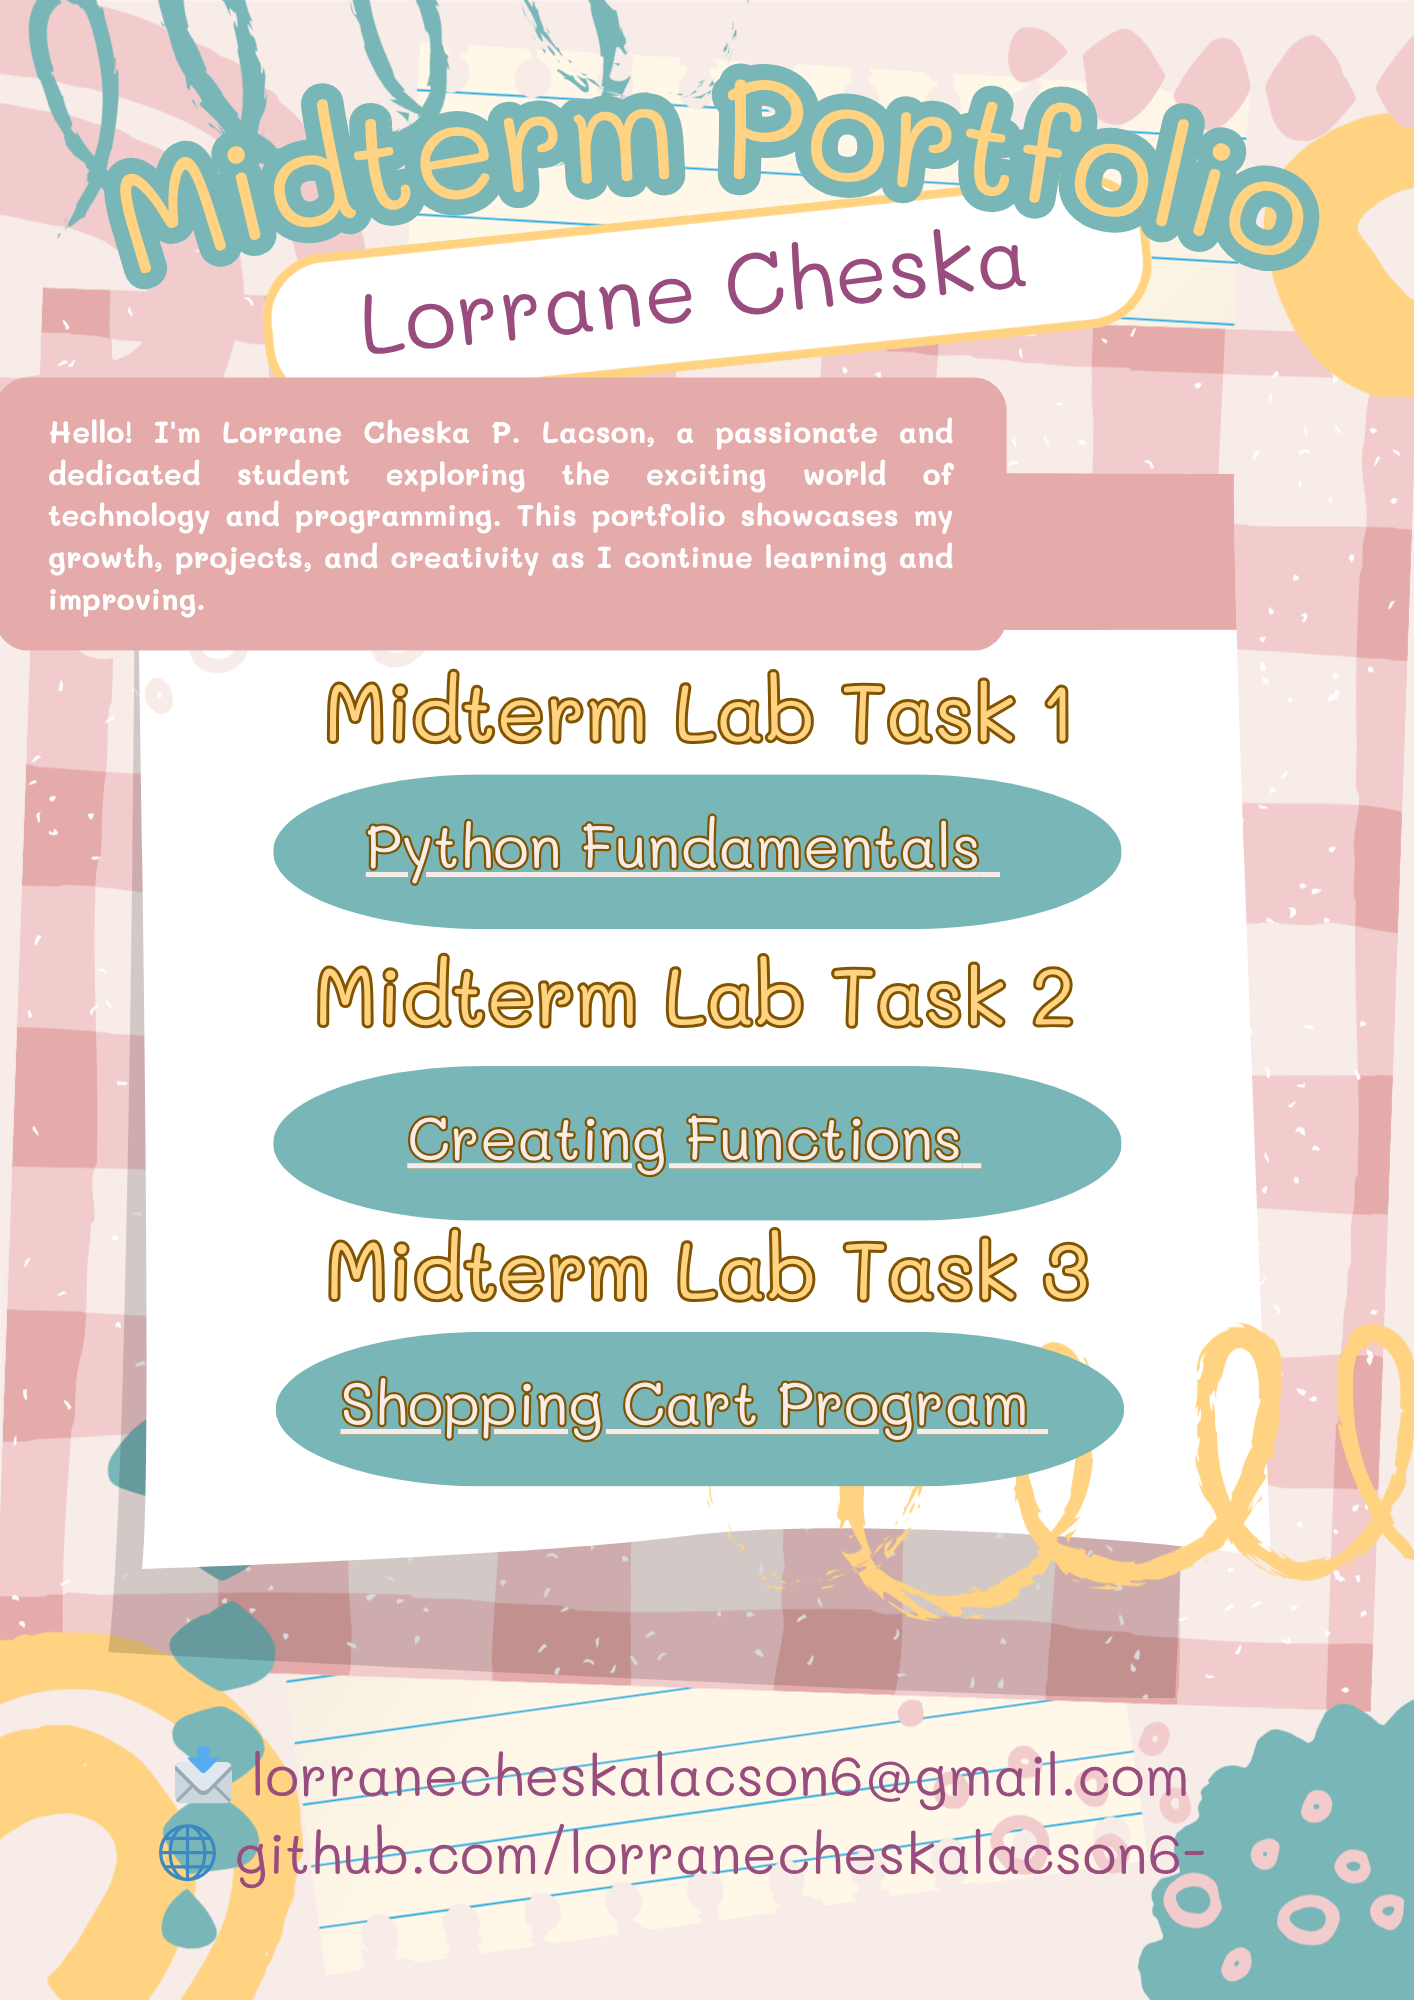 Midterm Portfolio
Lorrane Cheska
Hello! I'm Lorrane Cheska P. Lacson, a passionate and
dedicated student exploring the exciting world of
technology and programming. This portfolio showcases my
growth, projects, and creativity as I continue learning and
improving.
Midterm Lab Task 1
Python Fundamentals
Midterm Lab Task 2
Creating Functions
Midterm Lab Task 3
Shopping Cart Program
lorranecheskalacson6@gmail.com
github.com/lorranecheskalacson6-